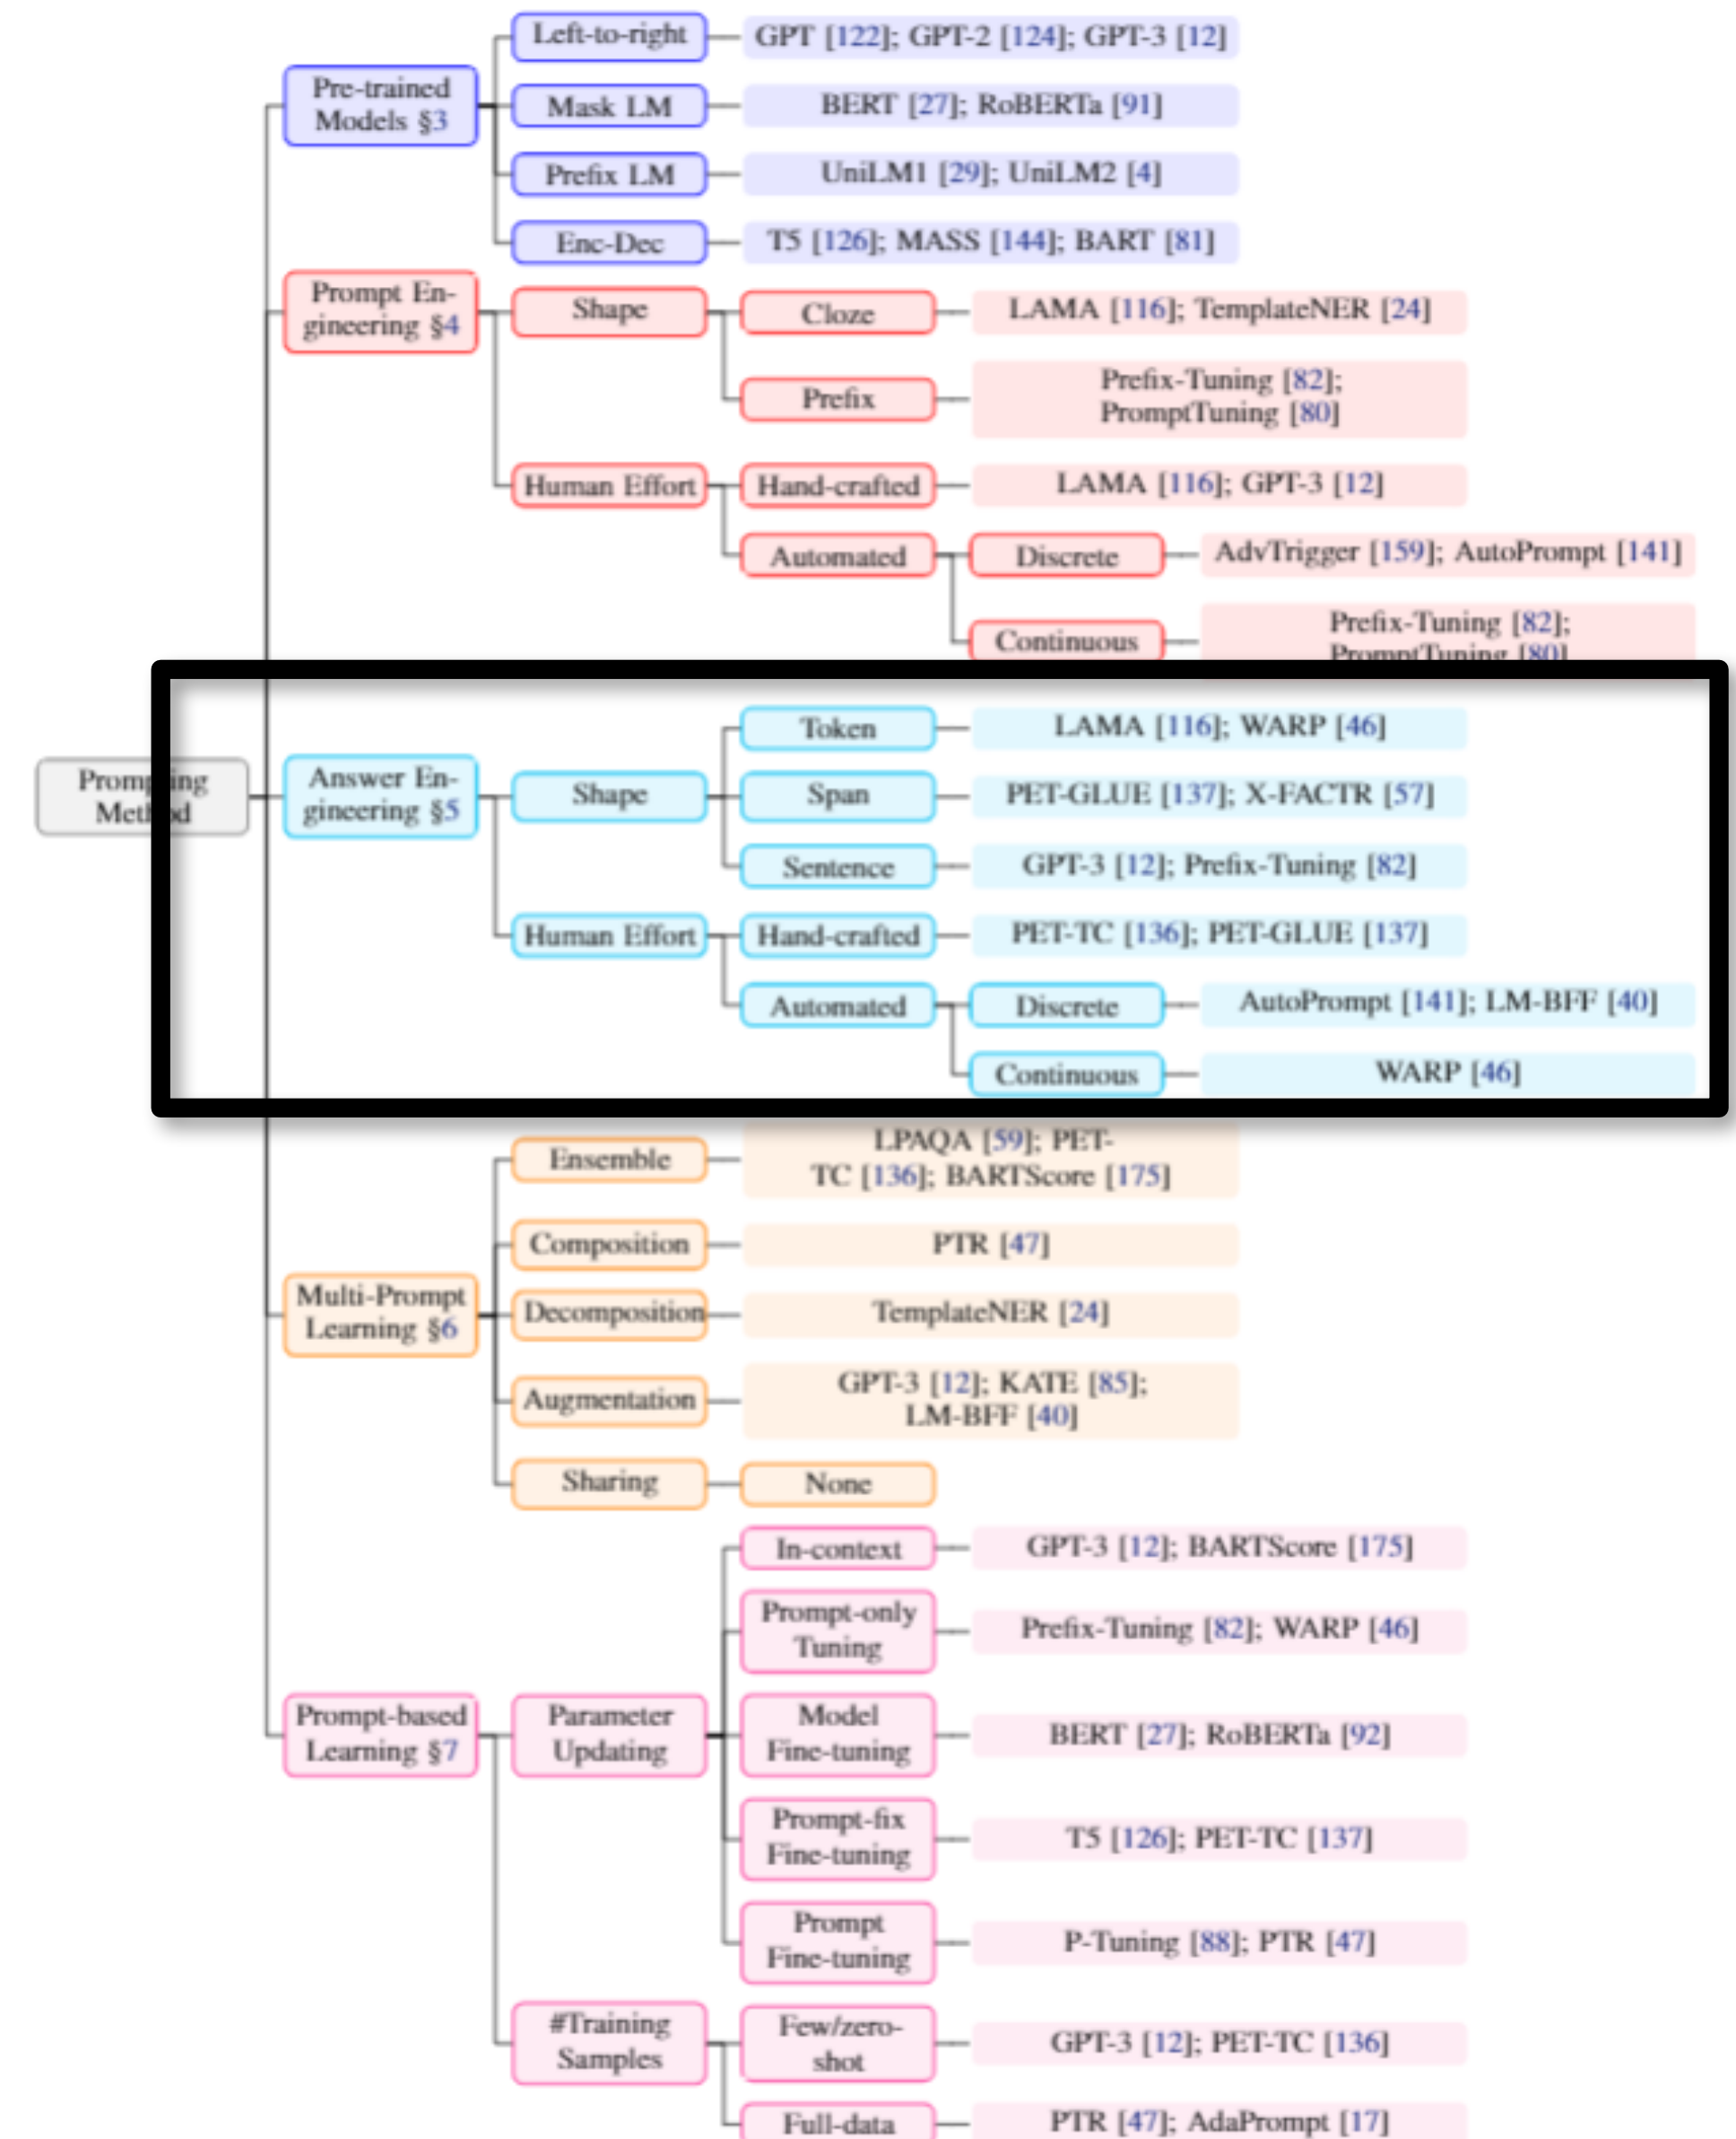 Left-to-right
GPT [122]; GPT-2 [124]; GPT-3 [12]
Pre-trained
Models §3
Mask LM
BERT [27]; RoBERTa [91]
Prefix LM
UniLM1 [29]; UniLM2 [4]
Enc-Dec
T5 [126]; MASS [144]; BART [81]
Prompt En-
gineering §4
Shape
Cloze
LAMA [116]; TemplateNER [24]
Prefix
Prefix-Tuning [82];
PromptTuning [80]
Human Effort
Hand-crafted
LAMA [116]; GPT-3 [12]
Automated
Discrete
AdvTrigger [159]; AutoPrompt [141]
Continuous
Prefix-Tuning [82];
PromptTuning [80]
Prompting
Method
Answer En-
gineering §5
Shape
Token
LAMA [116]; WARP [46]
Span
PET-GLUE [137]; X-FACTR [57]
Sentence
GPT-3 [12]; Prefix-Tuning [82]
Human Effort
Hand-crafted
PET-TC [136]; PET-GLUE [137]
Automated
Discrete
AutoPrompt [141]; LM-BFF [40]
Continuous
WARP [46]
Multi-Prompt
Learning §6
Ensemble
LPAQA [59]; PET-
TC [136]; BARTScore [175]
Composition
PTR [47]
Decomposition
TemplateNER [24]
Augmentation
GPT-3 [12]; KATE [85];
LM-BFF [40]
Sharing
None
Prompt-based
Learning §7
Parameter
Updating
In-context
GPT-3 [12]; BARTScore [175]
Prompt-only
Tuning
Prefix-Tuning [82]; WARP [46]
Model
Fine-tuning
BERT [27]; RoBERTa [92]
Prompt-fix
Fine-tuning
T5 [126]; PET-TC [137]
Prompt
Fine-tuning
P-Tuning [88]; PTR [47]
#Training
Samples
Few/zero-
shot
GPT-3 [12]; PET-TC [136]
Full-data
PTR [47]; AdaPrompt [17]